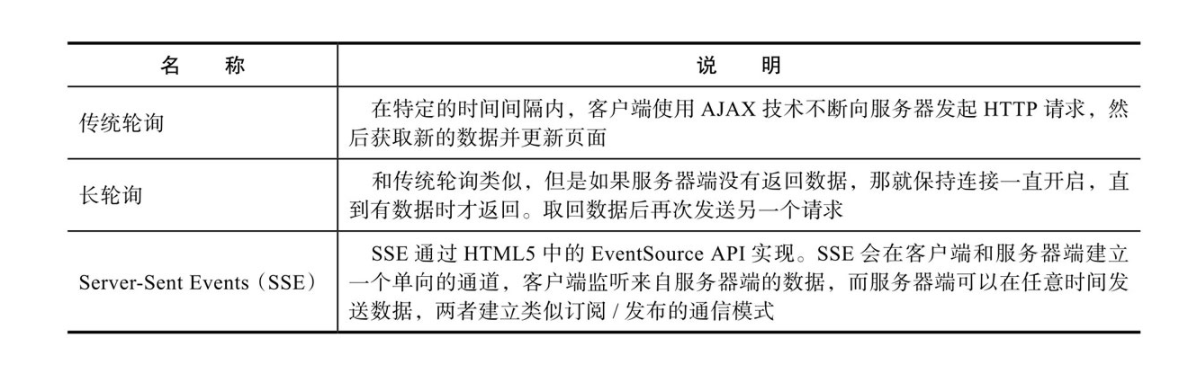 名 称
说 明
传统轮询
在特定的时间间隔内，客户端使用 AJAX 技术不断向服务器发起 HTTP 请求，然
后获取新的数据并更新页面
长轮询
和传统轮询类似，但是如果服务器端没有返回数据，那就保持连接一直开启，直
到有数据时才返回。取回数据后再次发送另一个请求
Server-Sent Events（SSE）
SSE 通过 HTML5 中的 EventSource API 实现。SSE 会在客户端和服务器端建立
一个单向的通道，客户端监听来自服务器端的数据，而服务器端可以在任意时间发
送数据，两者建立类似订阅 / 发布的通信模式